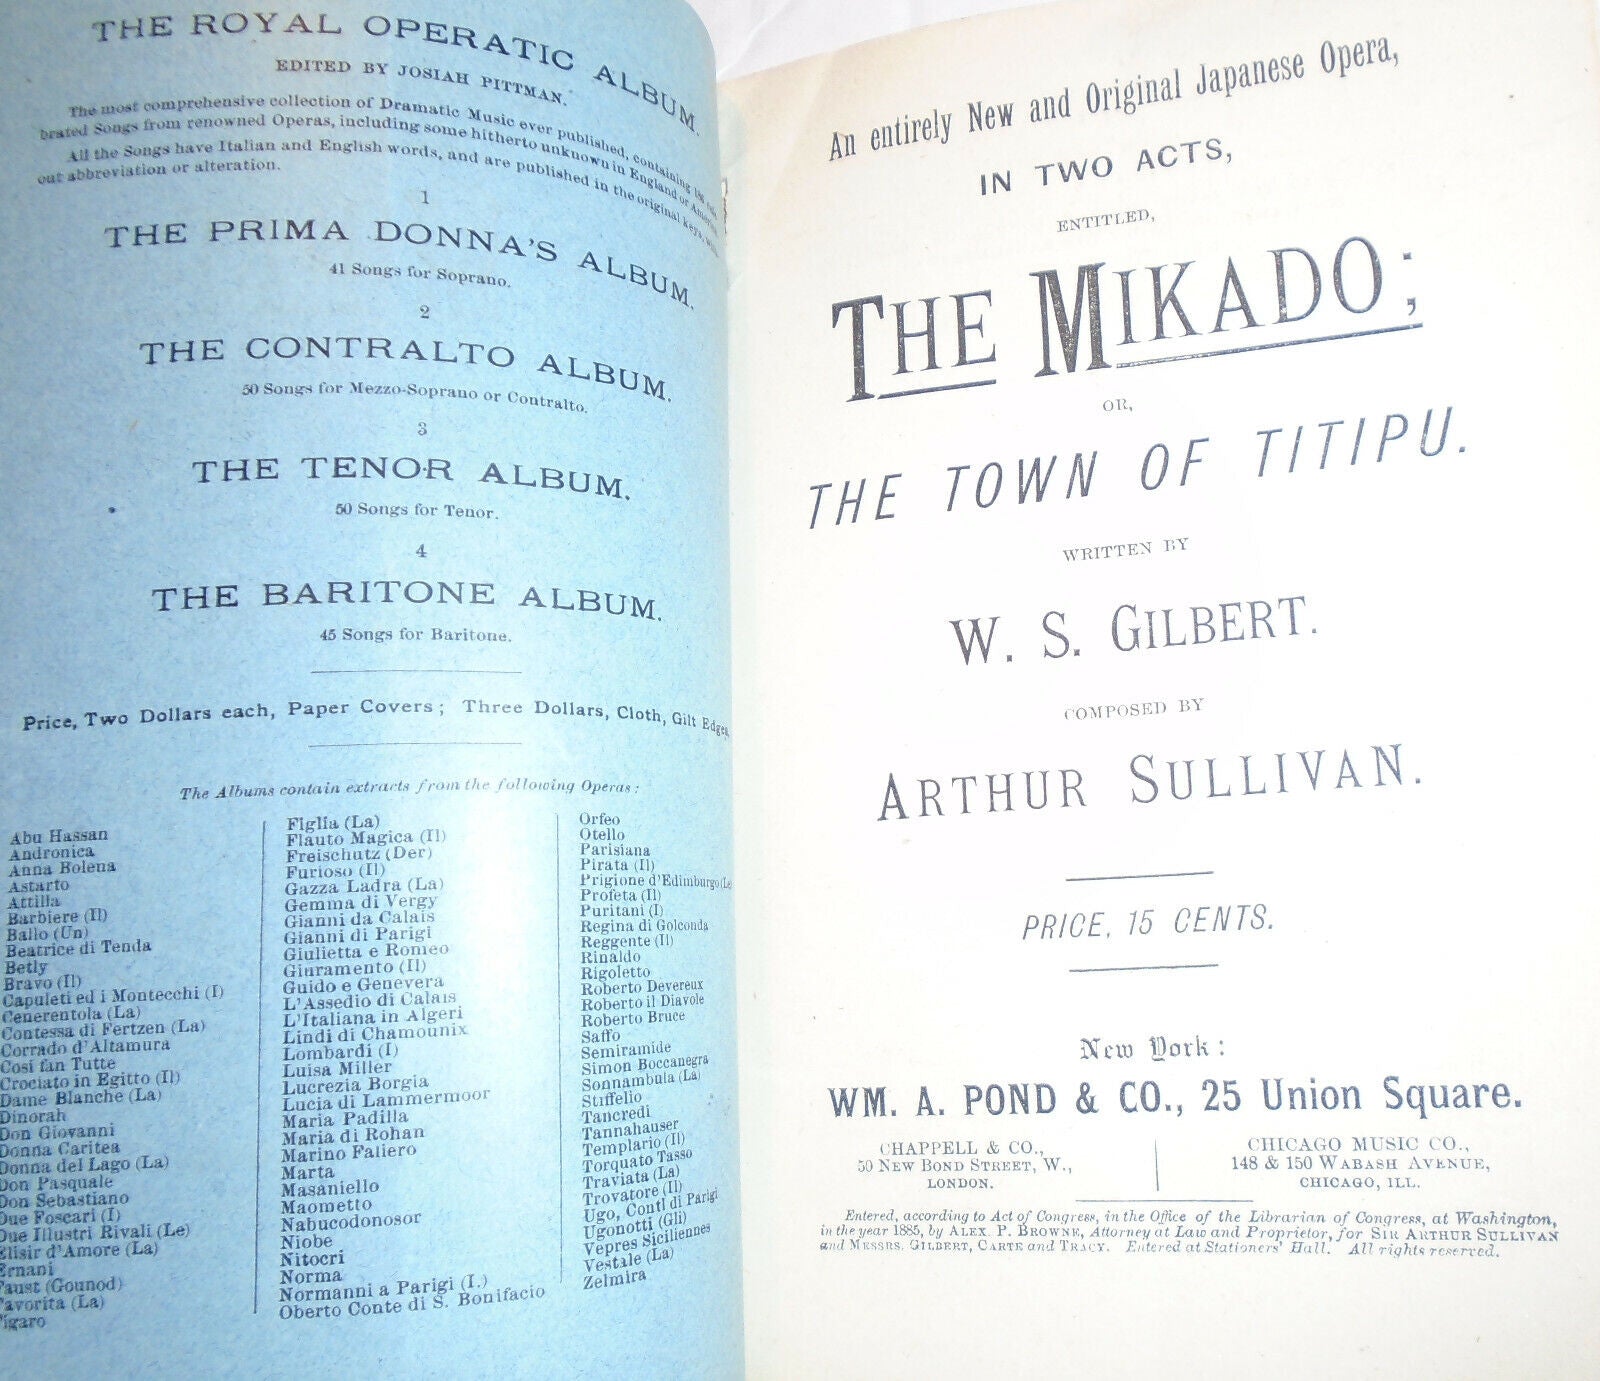 THE ROYAL OPERATIC ALBUM.
EDITED BY JOSIAH PITTMAN.
The most comprehensive collection of Dramatic Music ever published, containing 186
brated Songs from renowned Operas, including some hitherto unknown in England or America.
All the Songs have Italian and English words, and are published in the original keys,
out abbreviation or alteration.
1
THE PRIMA DONNA'S ALBUM.
41 Songs for Soprano.
2
THE CONTRALTO ALBUM.
50 Songs for Mezzo-Soprano or Contralto.
3
THE TENOR ALBUM.
50 Songs for Tenor.
4
THE BARITONE ALBUM.
45 Songs for Baritone.
Price, Two Dollars each, Paper Covers; Three Dollars, Cloth, Gilt Edges.
The Albums contain extracts from the following Operas:
Abu Hassan
Andronica
Anna Bolena
Astarto
Attila
Barbiere (Il)
Ballo (Un)
Beatrice di Tenda
Betly
Bravo (Il)
Capuleti ed i Montecchi (I)
Cenerentola (La)
Contessa di Fertzen (La)
Corrado d'Altamura
Cosi fan Tutte
Crociato in Egitto (Il)
Dame Blanche (La)
Dinorah
Don Giovanni
Donna Caritea
Donna del Lago (La)
Don Pasquale
Don Sebastiano
Due Foscari (I)
Due Illustri Rivali (Le)
Elisir d'Amore (La)
Ernani
Faust (Gounod)
Favorita (La)
Figaro
Figlia (La)
Flauto Magica (Il)
Freischutz (Der)
Furioso (Il)
Gazza Ladra (La)
Gemma di Vergy
Gianni da Calais
Gianni di Parigi
Giulietta e Romeo
Giuramento (Il)
Guido e Genevera
L'Assedio di Calais
L'Italiana in Algeri
Lindi di Chamounix
Lombardi (I)
Luisa Miller
Lucrezia Borgia
Lucia di Lammermoor
Maria Padilla
Maria di Rohan
Marino Faliero
Marta
Masaniello
Maometto
Nabucodonosor
Niobe
Nitocri
Norma
Normanni a Parigi (I.)
Oberto Conte di S. Bonifacio
Orfeo
Otello
Parisiana
Pirata (Il)
Prigione d'Edimburgo (Le)
Profeta (Il)
Puritani (I)
Regina di Golconda
Reggente (Il)
Rinaldo
Rigoletto
Roberto Devereux
Roberto il Diavole
Roberto Bruce
Saffo
Semiramide
Simon Boccanegra
Sonnambula (La)
Stiffelio
Tancredi
Tannahauser
Templario (Il)
Torquato Tasso
Traviata (La)
Trovatore (Il)
Ugo, Conti di Parigi
Ugonotti (Gli)
Vepres Siciliennes
Vestale (La)
Zelmira
An entirely New and Original Japanese Opera,
IN TWO ACTS,
ENTITLED,
THE MIKADO;
OR,
THE TOWN OF TITIPU.
WRITTEN BY
W. S. GILBERT.
COMPOSED BY
ARTHUR SULLIVAN.
PRICE, 15 CENTS.
New York:
WM. A. POND & CO., 25 Union Square.
CHAPPELL & CO.,
50 NEW BOND STREET, W.,
LONDON.
CHICAGO MUSIC CO.,
148 & 150 WABASH AVENUE,
CHICAGO, ILL.
Entered, according to Act of Congress, in the Office of the Librarian of Congress, at Washington,
in the year 1885, by ALEX. P. BROWNE, Attorney at Law and Proprietor, for SIR ARTHUR SULLIVAN
and MESSRS. GILBERT, CARTE and TRACY. Entered at Stationers' Hall. All rights reserved.